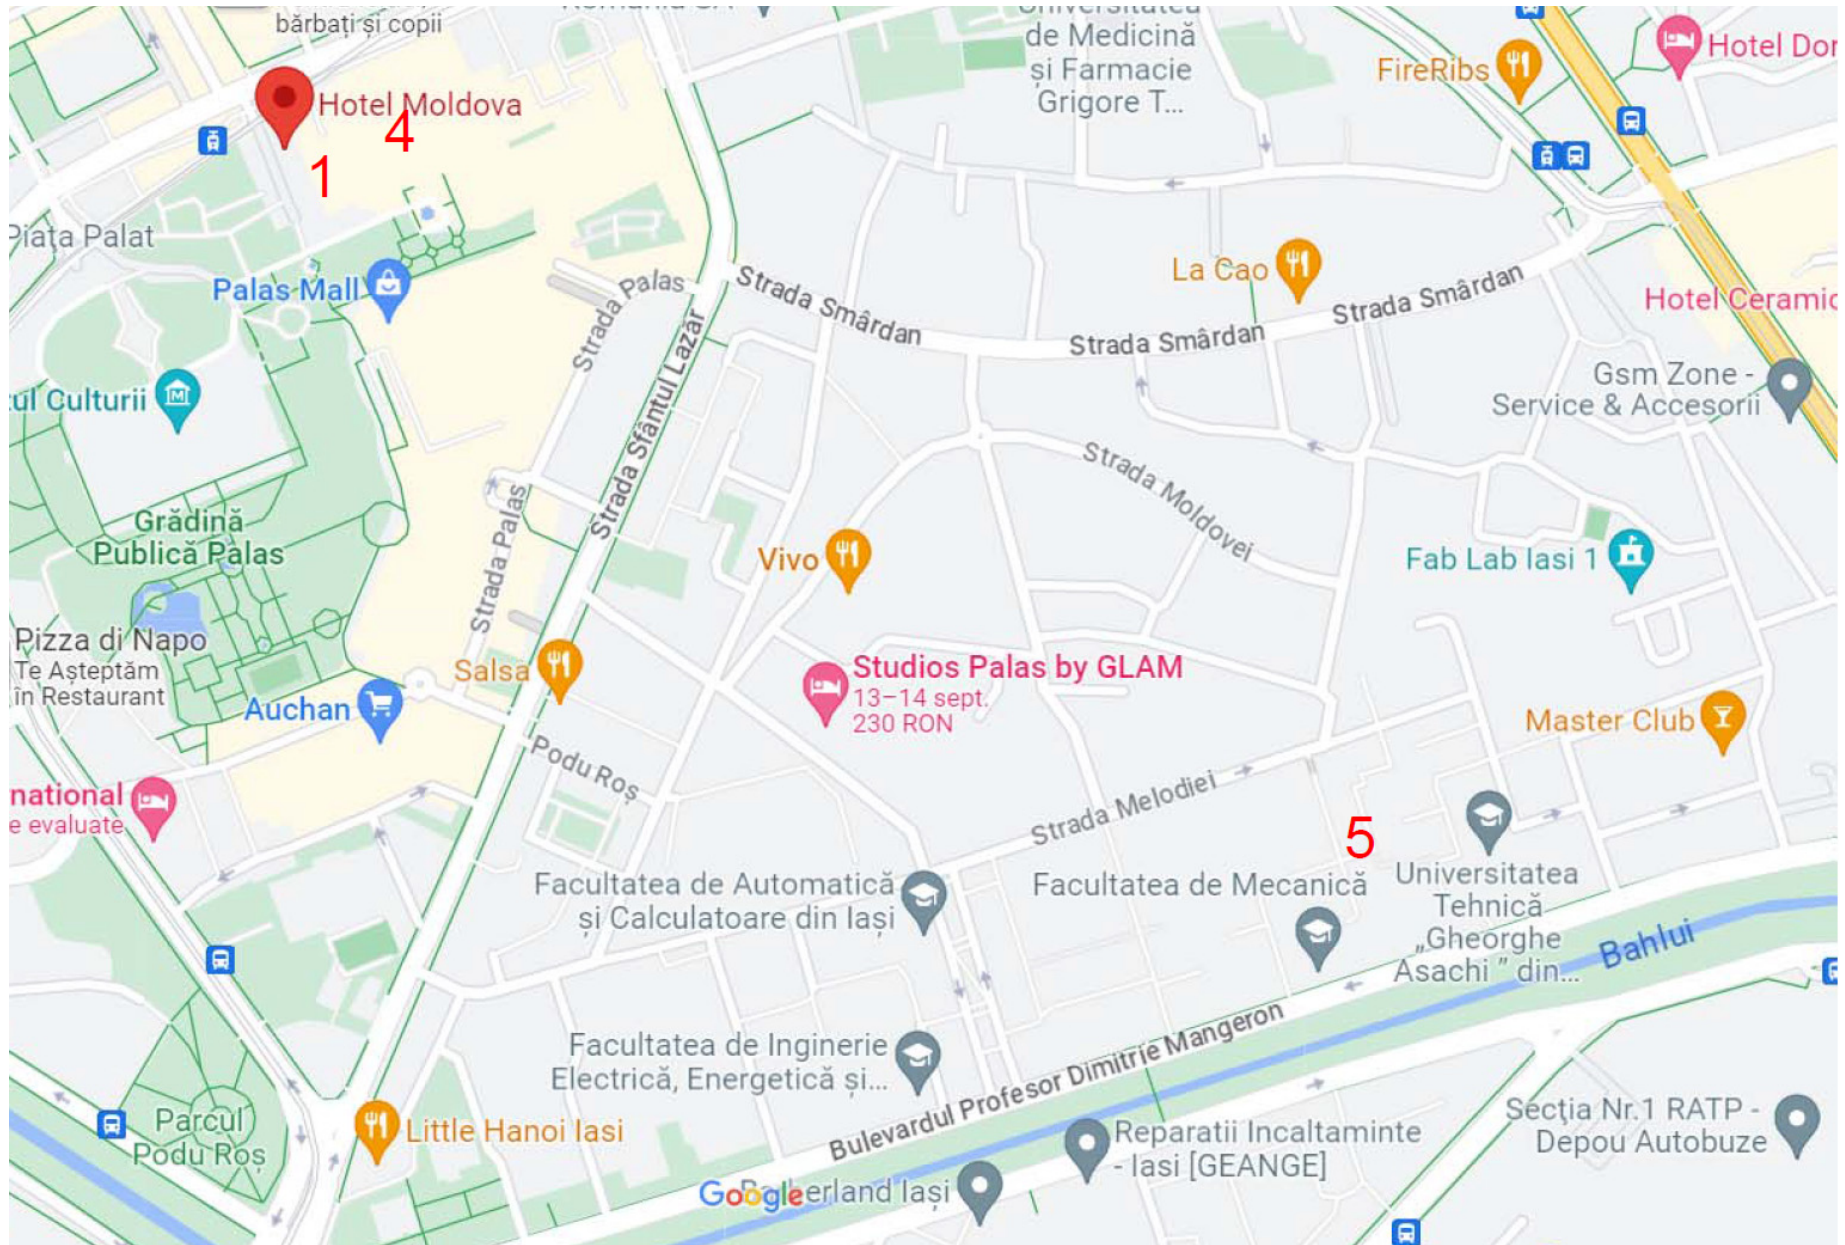 bărbați și copii
Universitatea
de Medicină
și Farmacie
Grigore T...
FireRibs
Hotel Dor
Hotel Moldova
4
1
Piața Palat
Palas Mall
Strada Palas
Strada Smârdan
La Cao
Strada Smârdan
Strada Smârdan
Hotel Ceramic
ul Culturii
M
Strada Sfântul Lazăr
Gsm Zone -
Service & Accesorii
Strada Moldovei
Grădină
Publică Palas
Strada Palas
Vivo
Fab Lab Iasi 1
Pizza di Napo
Te Așteptăm
în Restaurant
Salsa
Studios Palas by GLAM
13–14 sept.
230 RON
Auchan
Master Club
Podu Roș
național
e evaluate
Strada Melodiei
5
Facultatea de Automatică
și Calculatoare din Iași
Facultatea de Mecanică
Universitatea
Tehnică
„Gheorghe
Asachi ” din...
Bahlui
Facultatea de Inginerie
Electrică, Energetică și...
Bulevardul Profesor Dimitrie Mangeron
Parcul
Podu Roș
Little Hanoi Iasi
Reparatii Incaltaminte
- Iasi [GEANGE]
Secția Nr.1 RATP -
Depou Autobuze
Google
erland Iași